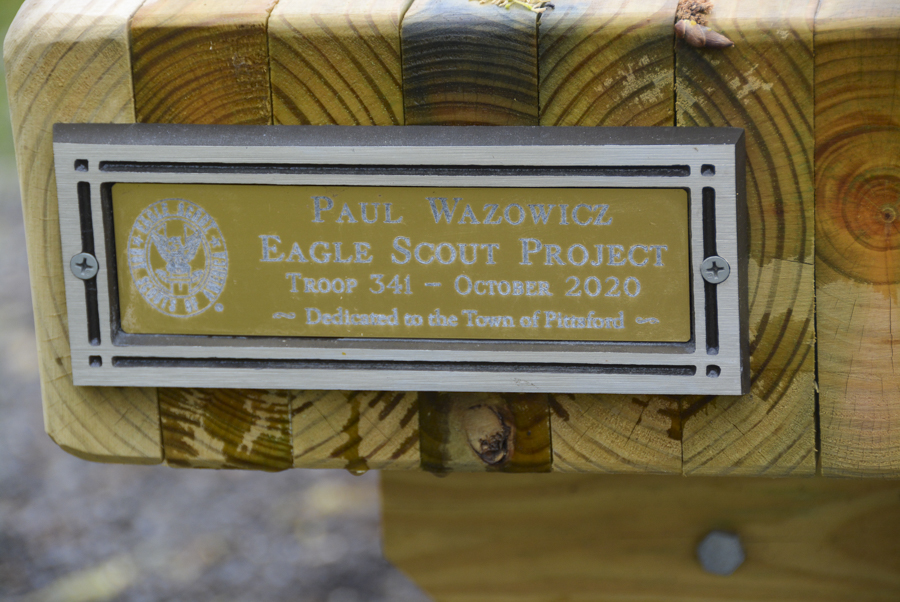 Paul Wazowicz
Eagle Scout Project
Troop 341 – October 2020
~ Dedicated to the Town of Pittsford ~